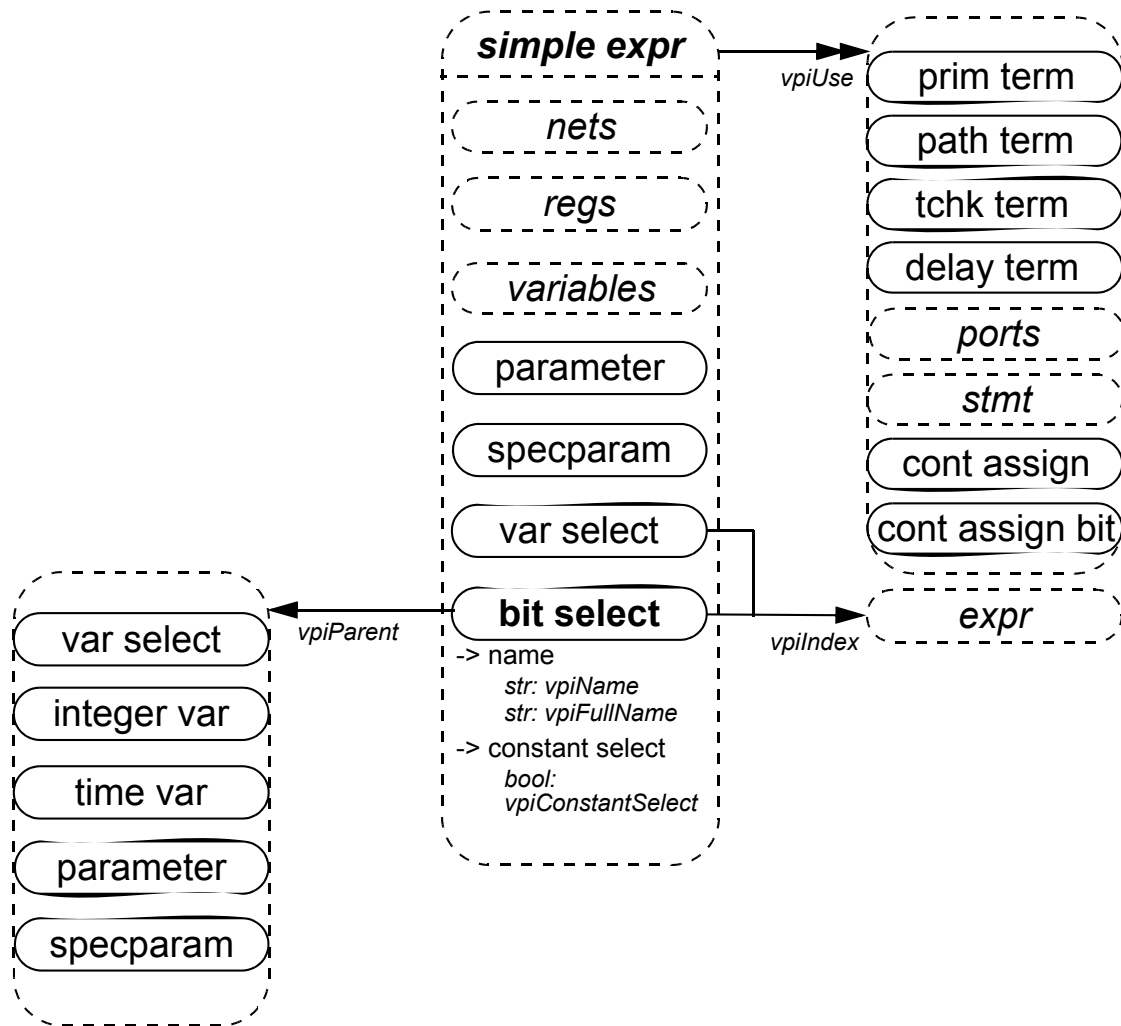 simple expr
nets
regs
variables
parameter
specparam
var select
bit select
-> name
str: vpiName
str: vpiFullName
-> constant select
bool:
vpiConstantSelect
vpiUse
prim term
path term
tchk term
delay term
ports
stmt
cont assign
cont assign bit
vpiIndex
expr
vpiParent
var select
integer var
time var
parameter
specparam